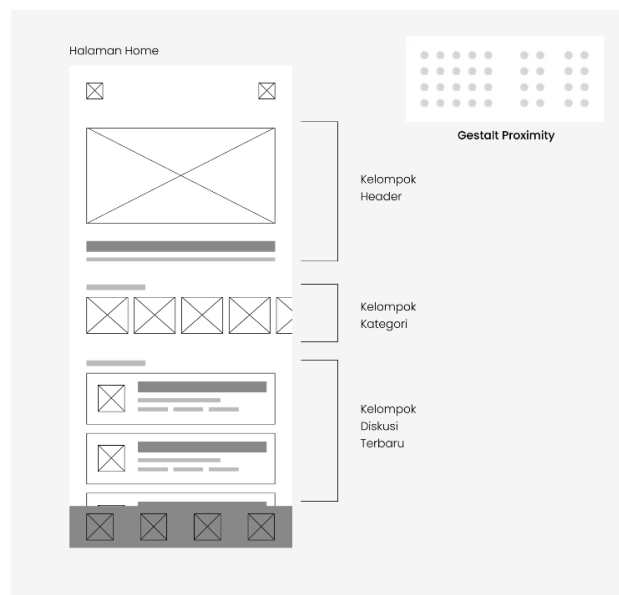 Halaman Home
Gestalt Proximity
Kelompok
Header
Kelompok
Kategori
Kelompok
Diskusi
Terbaru